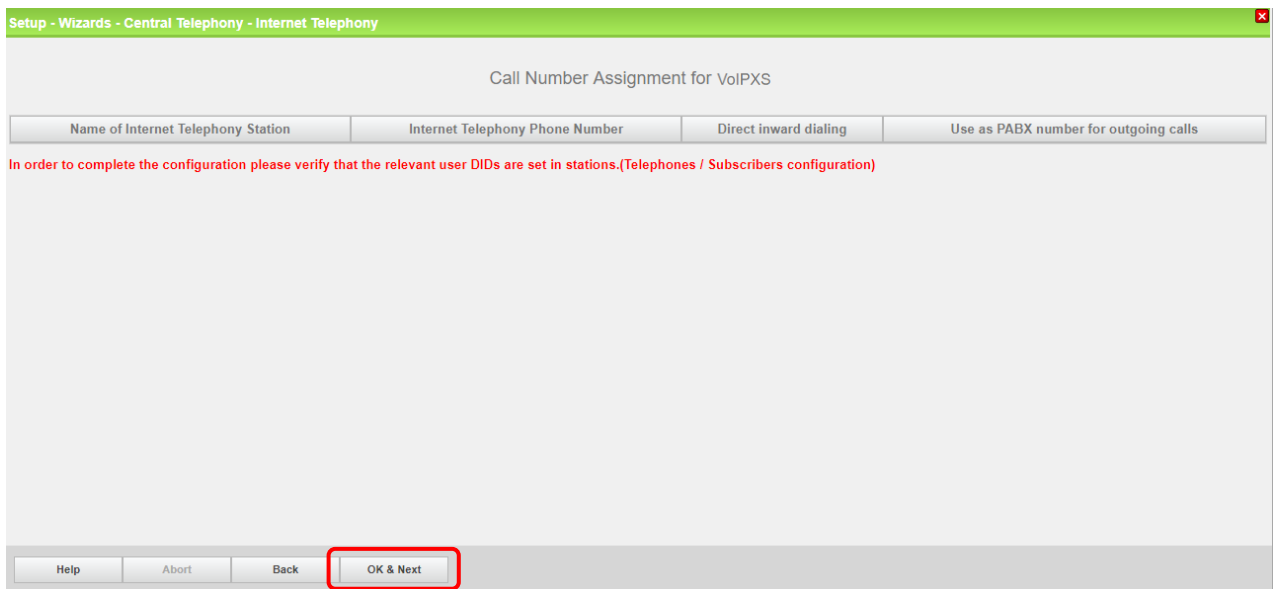 Setup - Wizards - Central Telephony - Internet Telephony
Call Number Assignment for VoIPXS
Name of Internet Telephony Station Internet Telephony Phone Number Direct inward dialing Use as PABX number for outgoing calls
In order to complete the configuration please verify that the relevant user DIDs are set in stations.(Telephones / Subscribers configuration)
Help Abort Back OK & Next